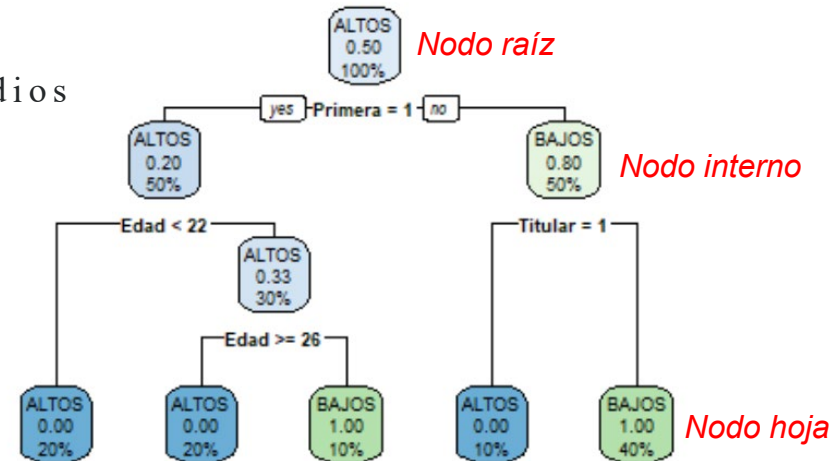 ALTOS
0.50
100%
Nodo raíz
dios
yes Primera = 1 no
ALTOS
0.20
50%
BAJOS
0.80
50%
Nodo interno
Edad < 22
Titular = 1
ALTOS
0.33
30%
Edad >= 26
ALTOS
0.00
20%
ALTOS
0.00
20%
BAJOS
1.00
10%
ALTOS
0.00
10%
BAJOS
1.00
40%
Nodo hoja